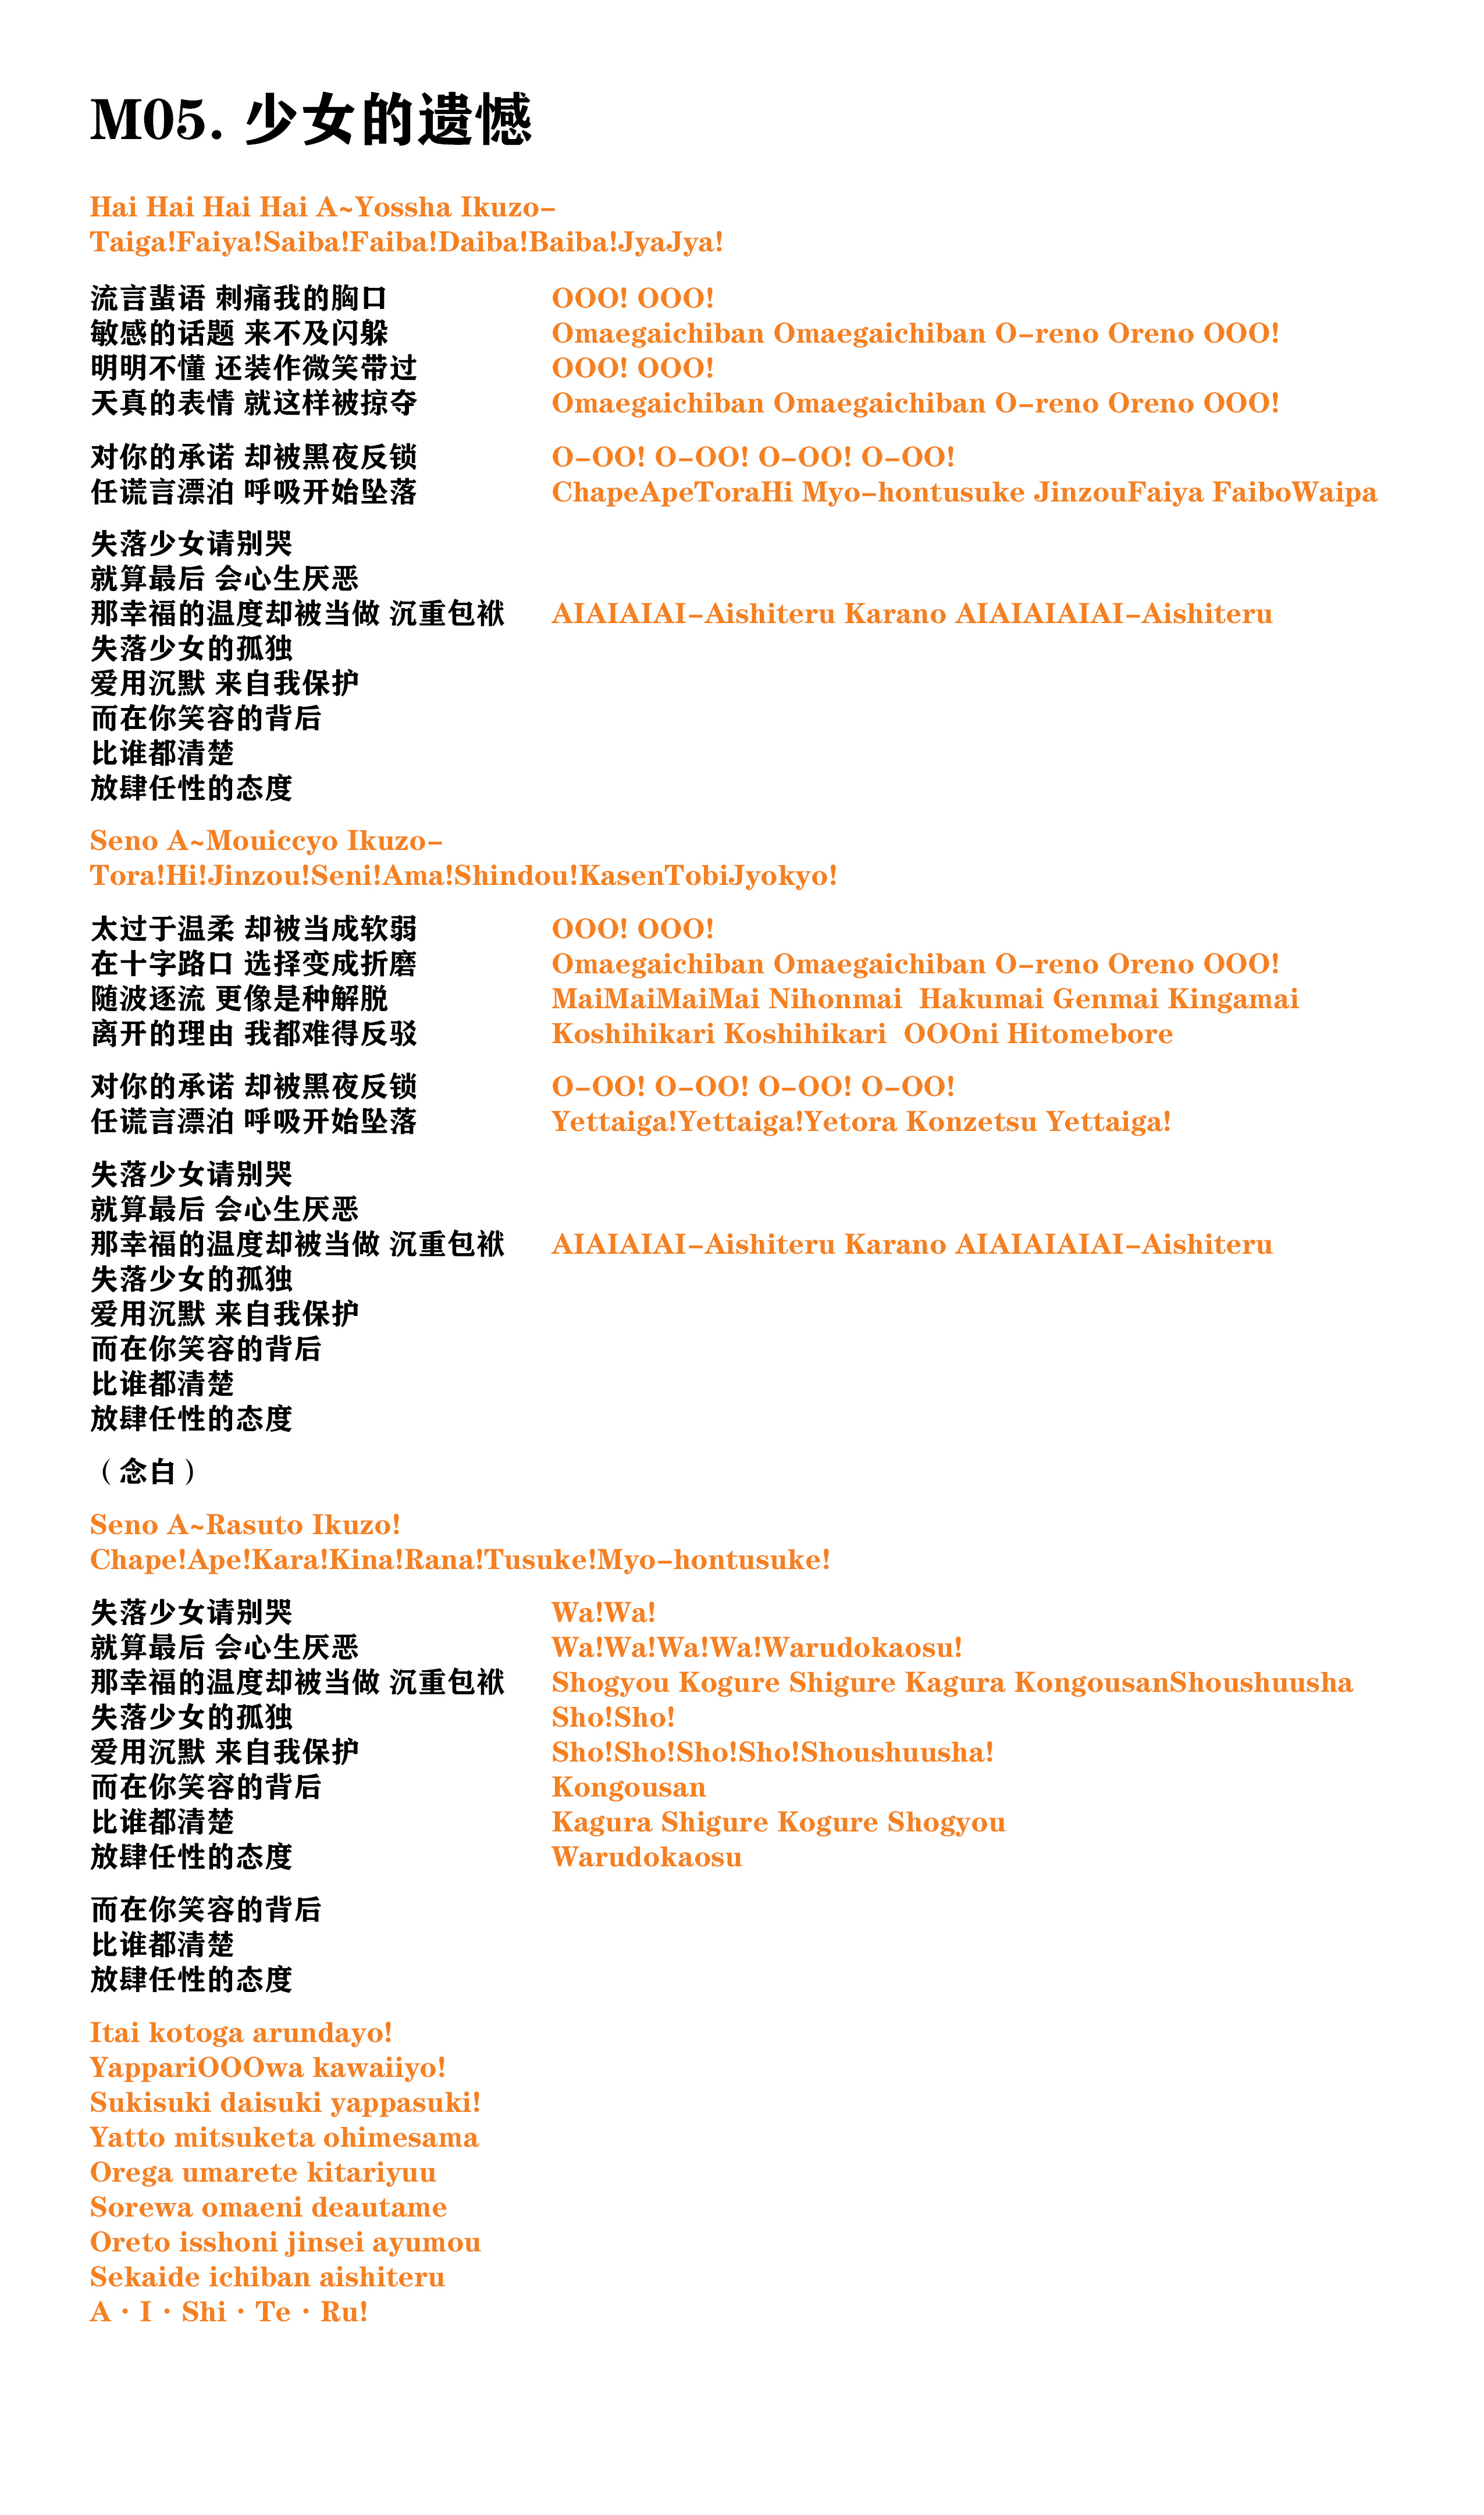 M05. 少女的遗憾
Hai Hai Hai Hai A~Yossha Ikuzo-
Taiga!Faiya!Saiba!Faiba!Daiba!Baiba!JyaJya!
流言蜚语 刺痛我的胸口 OOO! OOO!
敏感的话题 来不及闪躲 Omaegaichiban Omaegaichiban O-reno Oreno OOO!
明明不懂 还装作微笑带过 OOO! OOO!
天真的表情 就这样被掠夺 Omaegaichiban Omaegaichiban O-reno Oreno OOO!
对你的承诺 却被黑夜反锁 O-OO! O-OO! O-OO! O-OO!
任谎言漂泊 呼吸开始坠落 ChapeApeToraHi Myo-hontusuke JinzouFaiya FaiboWaipa
失落少女请别哭
就算最后 会心生厌恶
那幸福的温度却被当做 沉重包袱 AIAIAIAI-Aishiteru Karano AIAIAIAIAI-Aishiteru
失落少女的孤独
爱用沉默 来自我保护
而在你笑容的背后
比谁都清楚
放肆任性的态度
Seno A~Mouiccyo Ikuzo-
Tora!Hi!Jinzou!Seni!Ama!Shindou!KasenTobiJyokyo!
太过于温柔 却被当成软弱 OOO! OOO!
在十字路口 选择变成折磨 Omaegaichiban Omaegaichiban O-reno Oreno OOO!
随波逐流 更像是种解脱 MaiMaiMaiMai Nihonmai  Hakumai Genmai Kingamai
离开的理由 我都难得反驳 Koshihikari Koshihikari  OOOni Hitomebore
对你的承诺 却被黑夜反锁 O-OO! O-OO! O-OO! O-OO!
任谎言漂泊 呼吸开始坠落 Yettaiga!Yettaiga!Yetora Konzetsu Yettaiga!
失落少女请别哭
就算最后 会心生厌恶
那幸福的温度却被当做 沉重包袱 AIAIAIAI-Aishiteru Karano AIAIAIAIAI-Aishiteru
失落少女的孤独
爱用沉默 来自我保护
而在你笑容的背后
比谁都清楚
放肆任性的态度
（念白）
Seno A~Rasuto Ikuzo!
Chape!Ape!Kara!Kina!Rana!Tusuke!Myo-hontusuke!
失落少女请别哭 Wa!Wa!
就算最后 会心生厌恶 Wa!Wa!Wa!Wa!Warudokaosu!
那幸福的温度却被当做 沉重包袱 Shogyou Kogure Shigure Kagura KongousanShoushuusha
失落少女的孤独 Sho!Sho!
爱用沉默 来自我保护 Sho!Sho!Sho!Sho!Shoushuusha!
而在你笑容的背后 Kongousan
比谁都清楚 Kagura Shigure Kogure Shogyou
放肆任性的态度 Warudokaosu
而在你笑容的背后
比谁都清楚
放肆任性的态度
Itai kotoga arundayo!
YappariOOOwa kawaiiyo!
Sukisuki daisuki yappasuki!
Yatto mitsuketa ohimesama
Orega umarete kitariyuu
Sorewa omaeni deautame
Oreto isshoni jinsei ayumou
Sekaide ichiban aishiteru
A · I · Shi · Te · Ru!